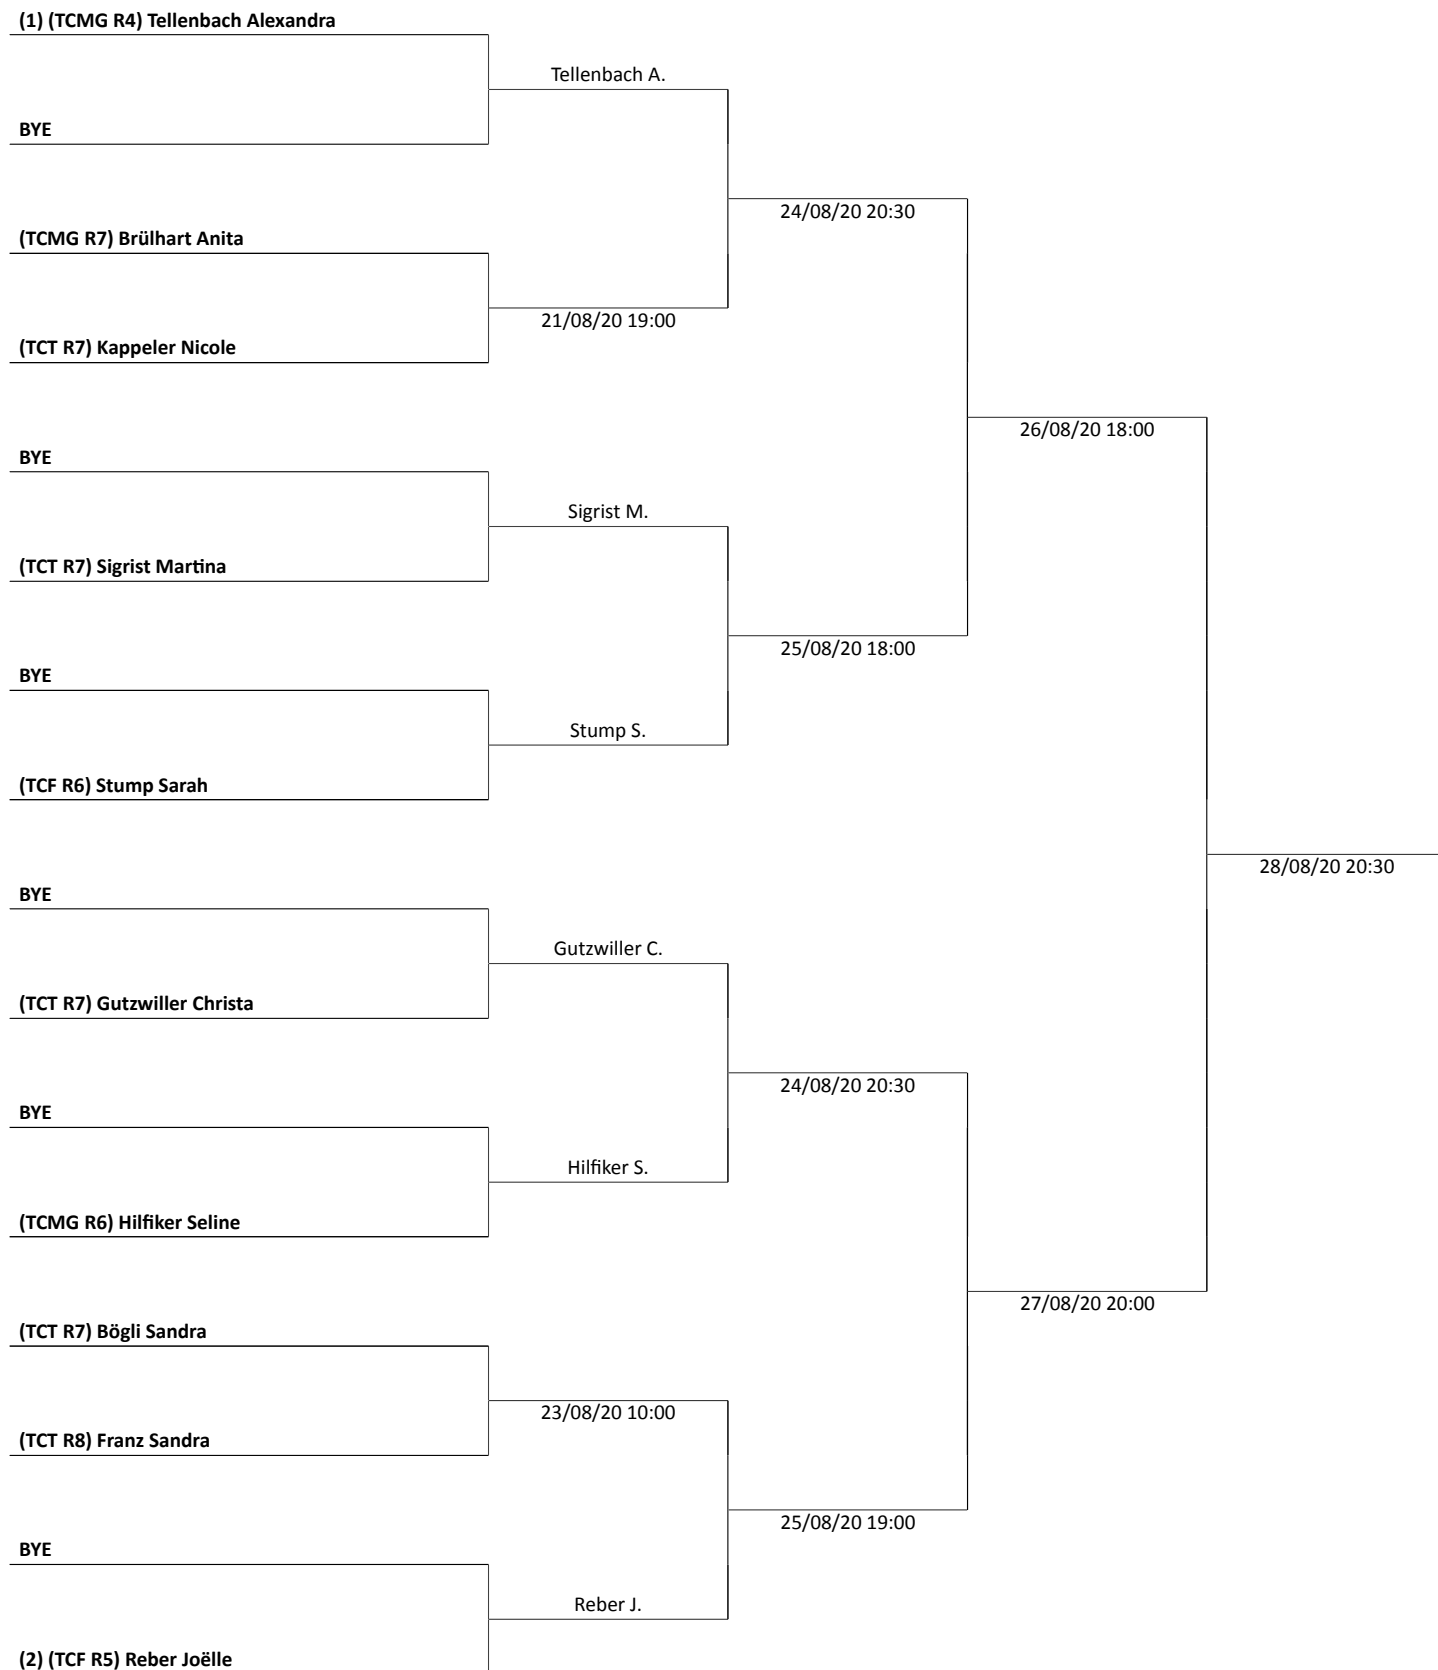 (1) (TCMG R4) Tellenbach Alexandra
Tellenbach A.
BYE
24/08/20 20:30
(TCMG R7) Brülhart Anita
21/08/20 19:00
(TCT R7) Kappeler Nicole
26/08/20 18:00
BYE
Sigrist M.
(TCT R7) Sigrist Martina
25/08/20 18:00
BYE
Stump S.
(TCF R6) Stump Sarah
28/08/20 20:30
BYE
Gutzwiller C.
(TCT R7) Gutzwiller Christa
24/08/20 20:30
BYE
Hilfiker S.
(TCMG R6) Hilfiker Seline
27/08/20 20:00
(TCT R7) Bögli Sandra
23/08/20 10:00
(TCT R8) Franz Sandra
25/08/20 19:00
BYE
Reber J.
(2) (TCF R5) Reber Joëlle